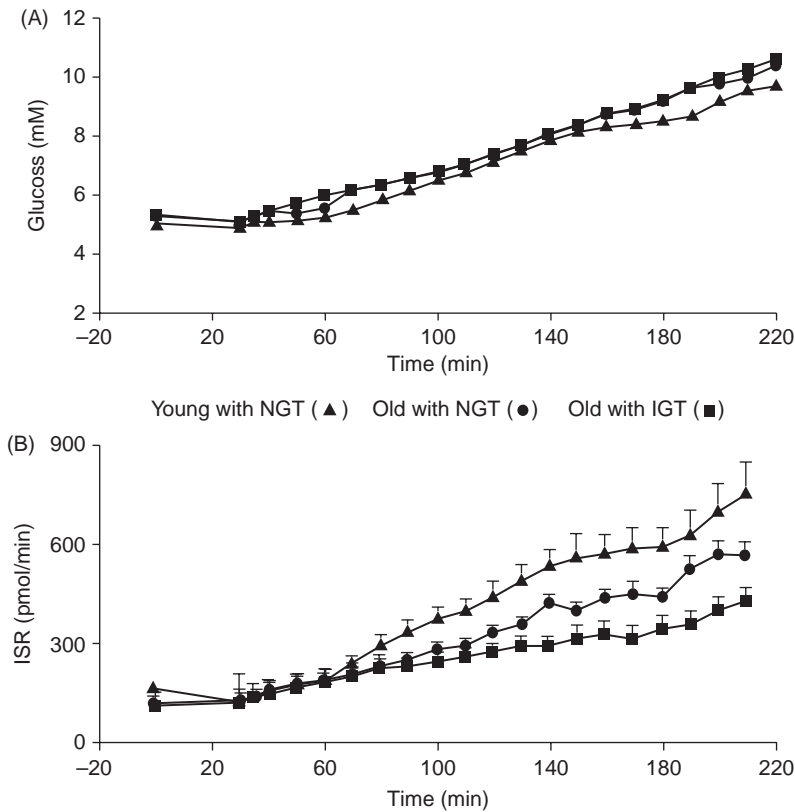 (A)
12
10
8
6
4
2
Glucoss (mM)
–20 20 60 100 140 180 220
Time (min)
Young with NGT (▲) Old with NGT (●) Old with IGT (■)
(B)
900
600
300
0
ISR (pmol/min)
–20 20 60 100 140 180 220
Time (min)